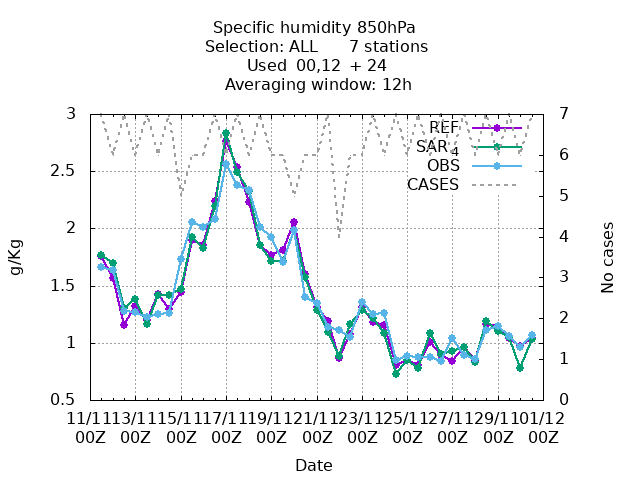 Specific humidity 850hPa
Selection: ALL 7 stations
Used 00,12 + 24
Averaging window: 12h
3
2.5
2
1.5
1
0.5
g/Kg
7
6
5
4
3
2
1
0
No cases
REF
SAR_4
OBS
CASES
11/11 13/11 15/11 17/11 19/11 21/11 23/11 25/11 27/11 29/11 01/12
00Z 00Z 00Z 00Z 00Z 00Z 00Z 00Z 00Z 00Z 00Z
Date